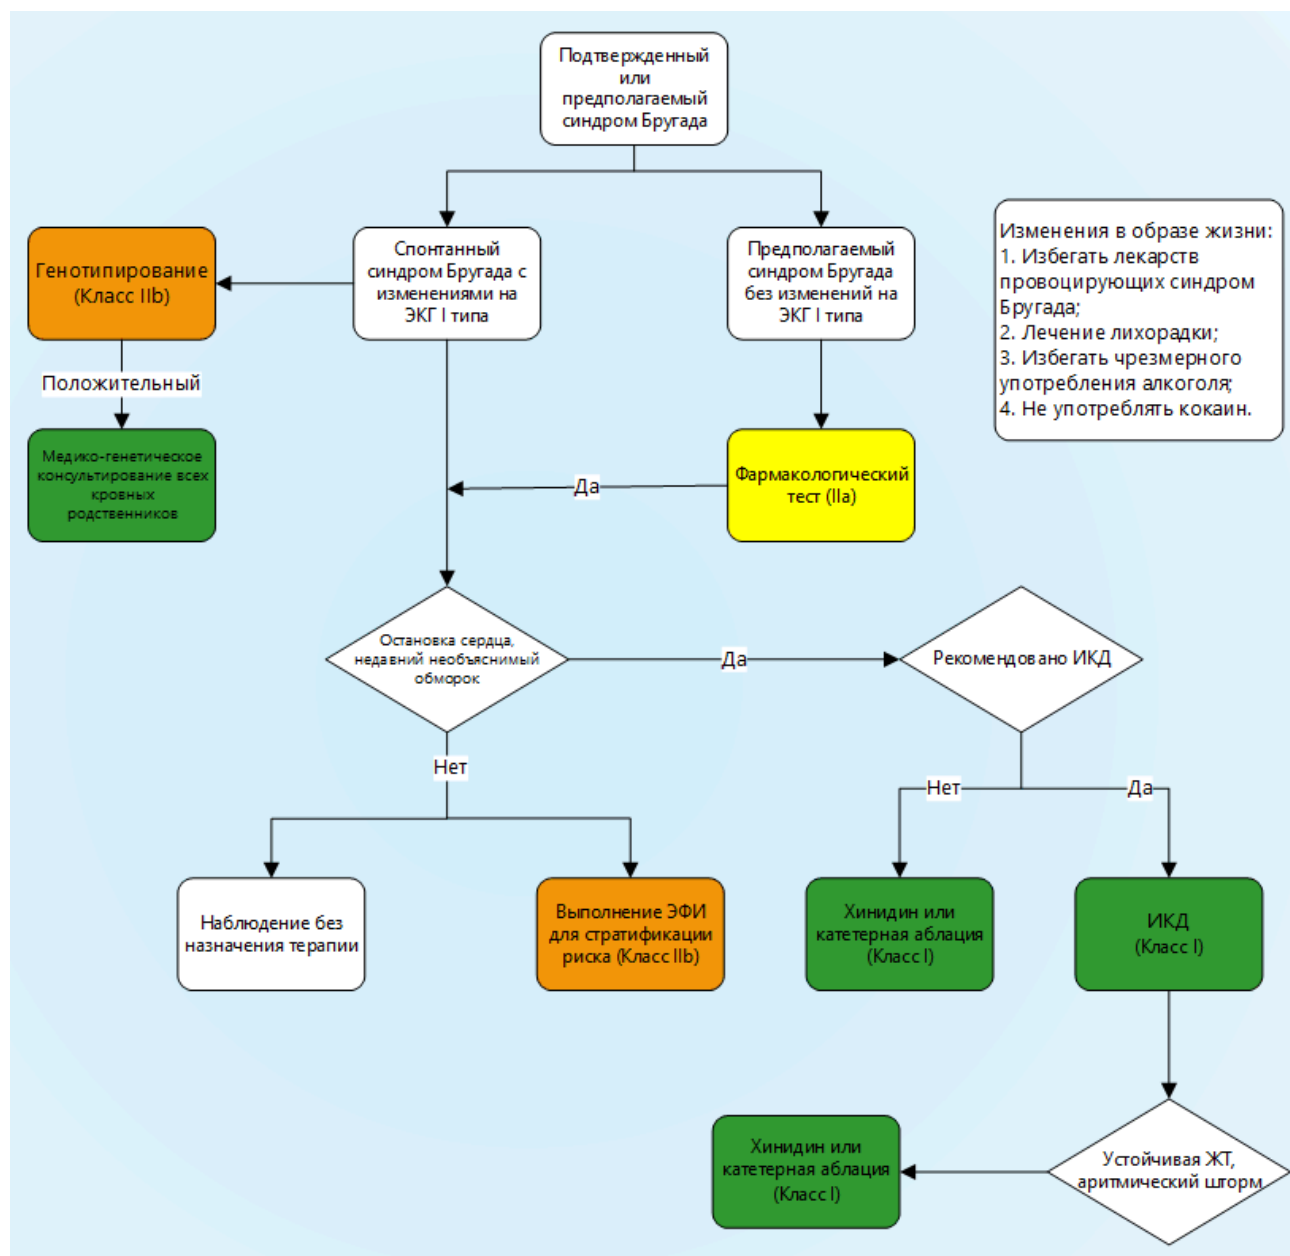 Подтвержденный
или
предполагаемый
синдром Бругада
Генотипирование
(Класс IIb)
Спонтанный
синдром Бругада с
изменениями на
ЭКГ I типа
Предполагаемый
синдром Бругада
без изменений на
ЭКГ I типа
Изменения в образе жизни:
1. Избегать лекарств
провоцирующих синдром
Бругада;
2. Лечение лихорадки;
3. Избегать чрезмерного
употребления алкоголя;
4. Не употреблять кокаин.
Положительный
Медико-генетическое
консультирование всех
кровных
родственников
Да
Фармакологический
тест (IIa)
Остановка сердца,
недавний необъяснимый
обморок
Да
Рекомендовано ИКД
Нет
Нет
Да
Наблюдение без
назначения терапии
Выполнение ЭФИ
для стратификации
риска (Класс IIb)
Хинидин или
катетерная аблация
(Класс I)
ИКД
(Класс I)
Хинидин или
катетерная аблация
(Класс I)
Устойчивая ЖТ,
аритмический шторм